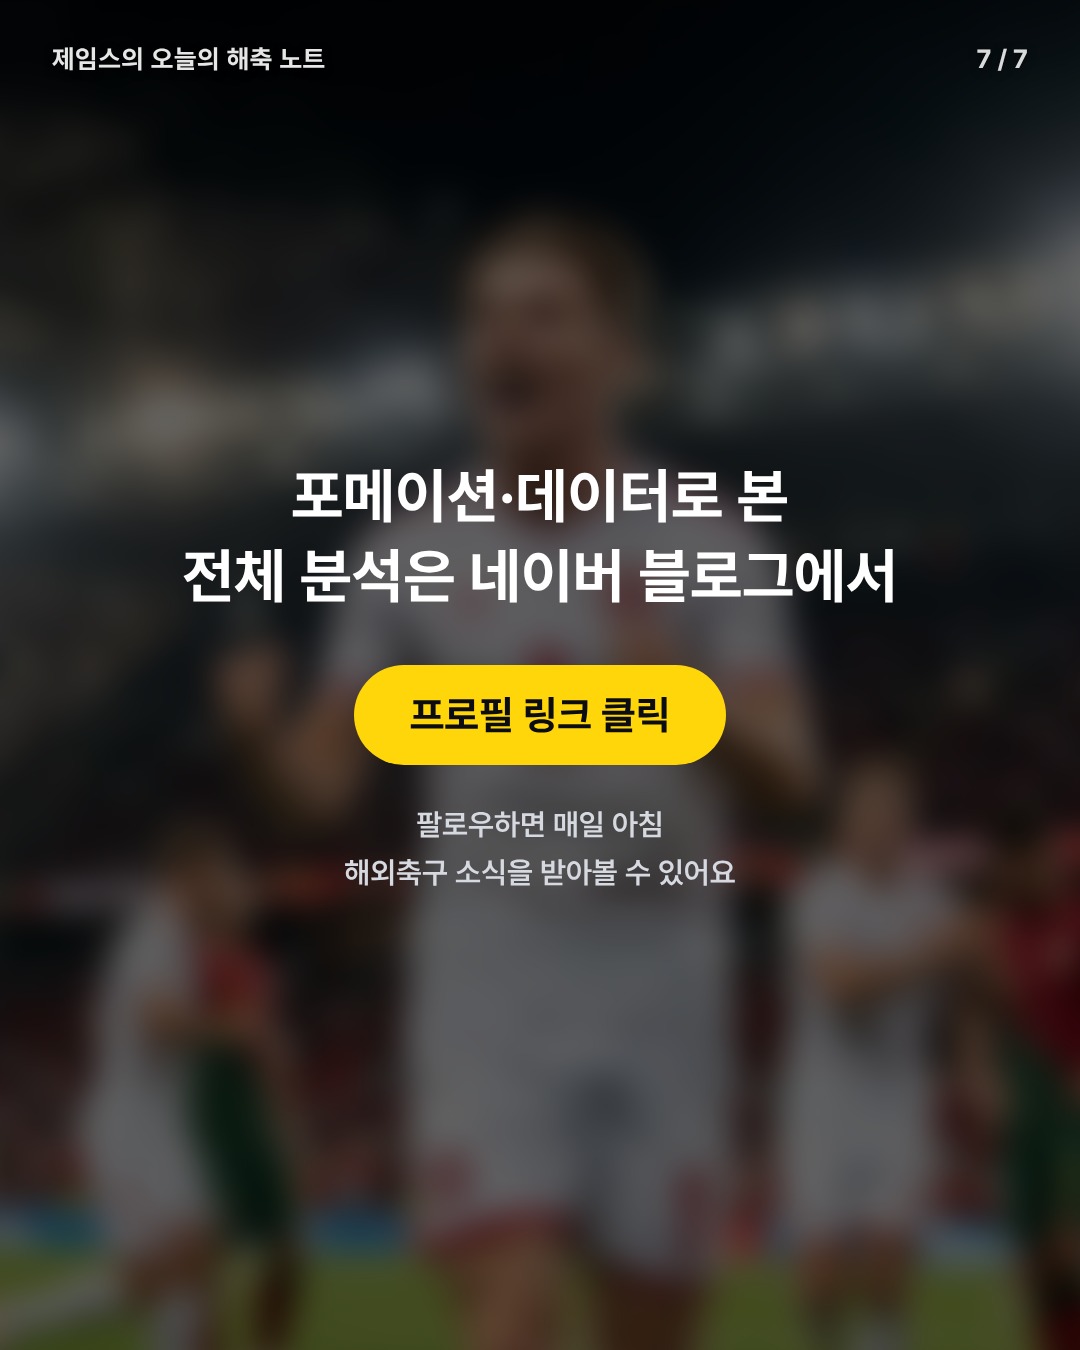 제임스의 오늘의 해축 노트
7 / 7
포메이션·데이터로 본
전체 분석은 네이버 블로그에서
프로필 링크 클릭
팔로우하면 매일 아침
해외축구 소식을 받아볼 수 있어요